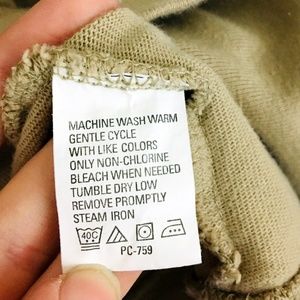 MACHINE WASH WARM
GENTLE CYCLE
WITH LIKE COLORS
ONLY NON-CHLORINE
BLEACH WHEN NEEDED
TUMBLE DRY LOW
REMOVE PROMPTLY
STEAM IRON
40C
PC-759